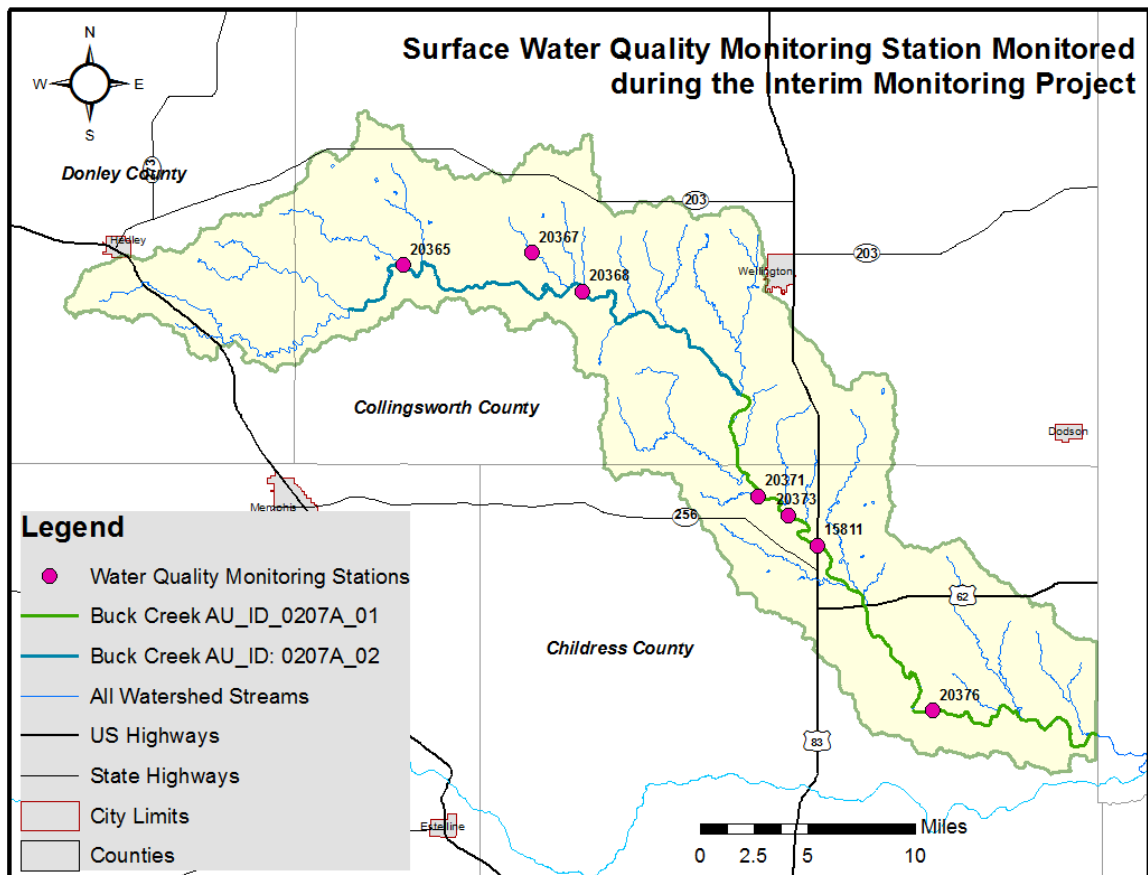 Surface Water Quality Monitoring Station Monitored
during the Interim Monitoring Project
N
W
E
S
Donley County
273
Hedley
203
20365
20367
20368
Wellington
203
Collingsworth County
Dodson
20371
20373
Memphis
256
15811
62
Childress County
20376
83
Estelline
Legend
Water Quality Monitoring Stations
Buck Creek AU_ID_0207A_01
Buck Creek AU_ID: 0207A_02
All Watershed Streams
US Highways
State Highways
City Limits
Counties
Miles
0 2.5 5 10